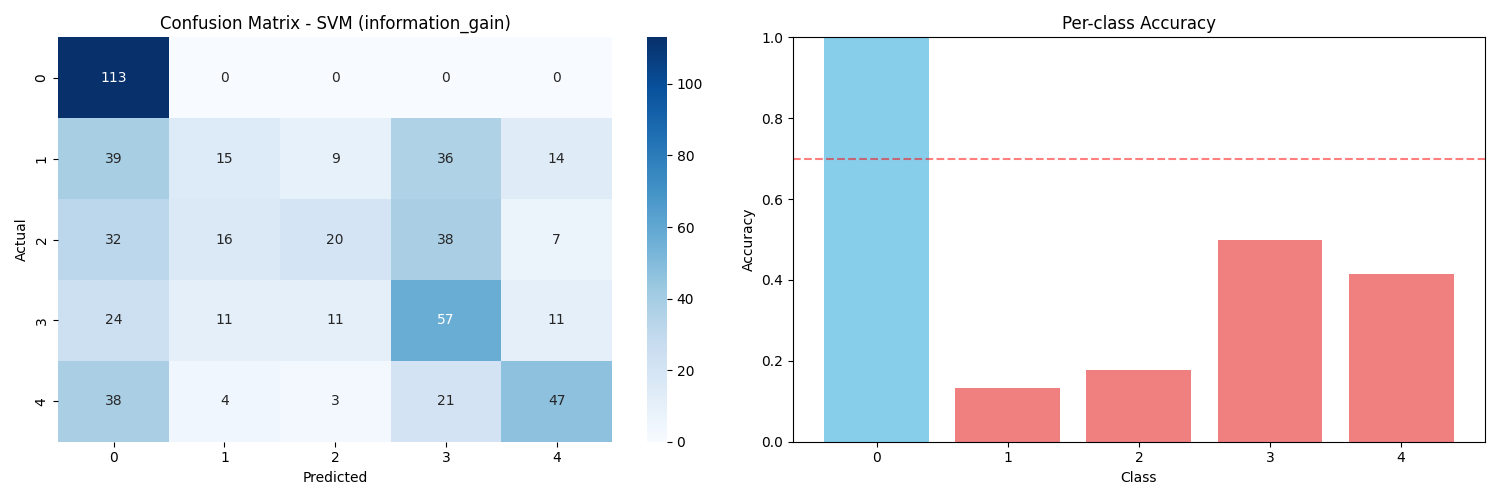 Confusion Matrix - SVM (information_gain)
Actual
0 113 0 0 0 0
1 39 15 9 36 14
2 32 16 20 38 7
3 24 11 11 57 11
4 38 4 3 21 47
0 1 2 3 4
Predicted
100
80
60
40
20
0
Per-class Accuracy
Accuracy
1.0
0.8
0.6
0.4
0.2
0.0
0 1 2 3 4
Class